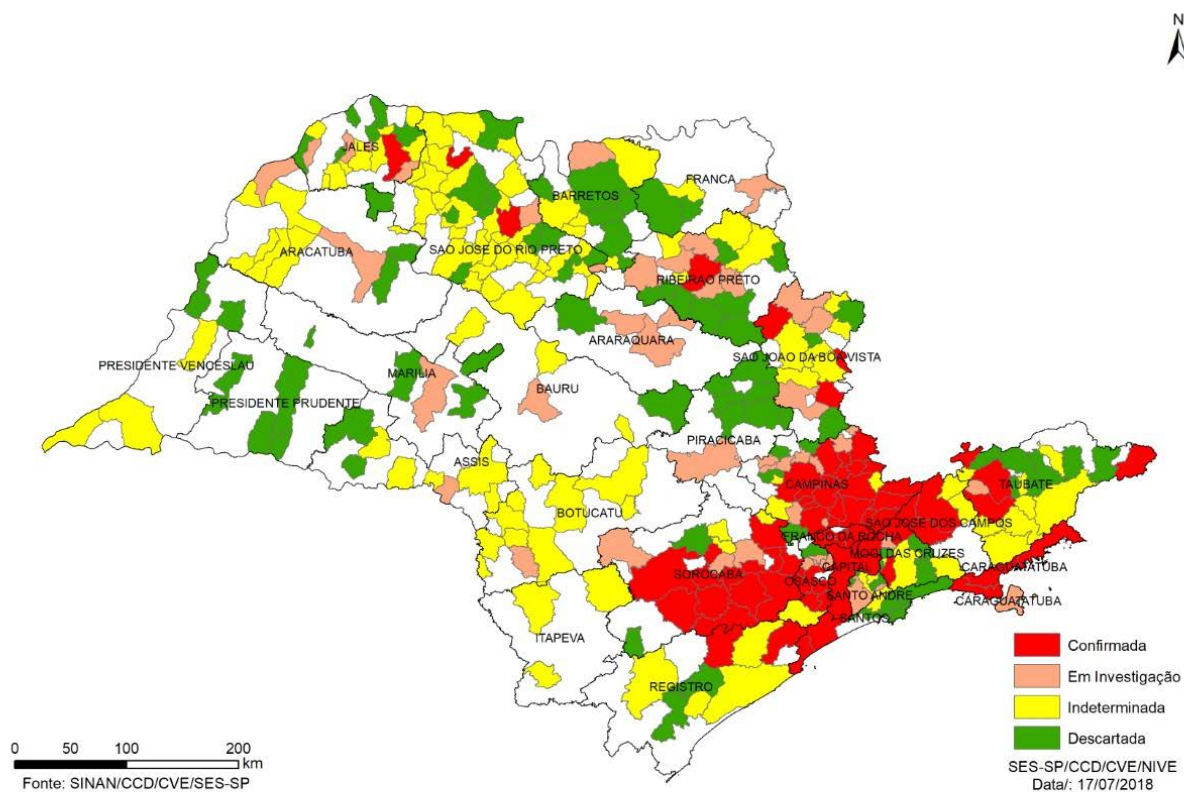 N
JALES
FRANCA
BARRETOS
ARACATUBA
SAO JOSE DO RIO PRETO
RIBEIRAO PRETO
ARARAQUARA
SAO JOAO DA BOA VISTA
PRESIDENTE VENCESLAU
MARILIA
BAURU
PRESIDENTE PRUDENTE
PIRACICABA
ASSIS
CAMPINAS
TAUBATE
BOTUCATU
SAO JOSE DOS CAMPOS
FRANCO DA ROCHA
MOGI DAS CRUZES
SOROCABA
CAPITAL
CARAGUATATUBA
OSASCO
SANTO ANDRE
CARAGUATATUBA
SANTOS
ITAPEVA
REGISTRO
Confirmada
Em Investigação
Indeterminada
Descartada
0 50 100 200
km
Fonte: SINAN/CCD/CVE/SES-SP
SES-SP/CCD/CVE/NIVE
Data/: 17/07/2018